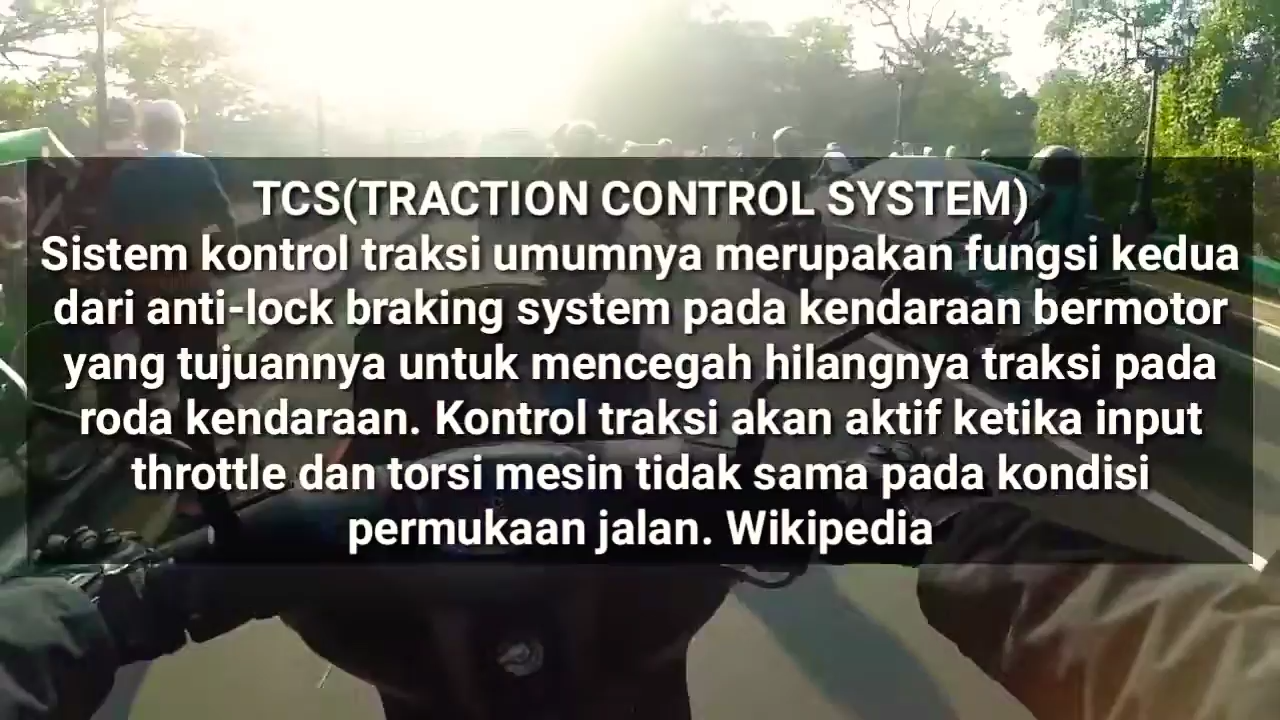 TCS(TRACTION CONTROL SYSTEM)
Sistem kontrol traksi umumnya merupakan fungsi kedua
dari anti-lock braking system pada kendaraan bermotor
yang tujuannya untuk mencegah hilangnya traksi pada
roda kendaraan. Kontrol traksi akan aktif ketika input
throttle dan torsi mesin tidak sama pada kondisi
permukaan jalan. Wikipedia